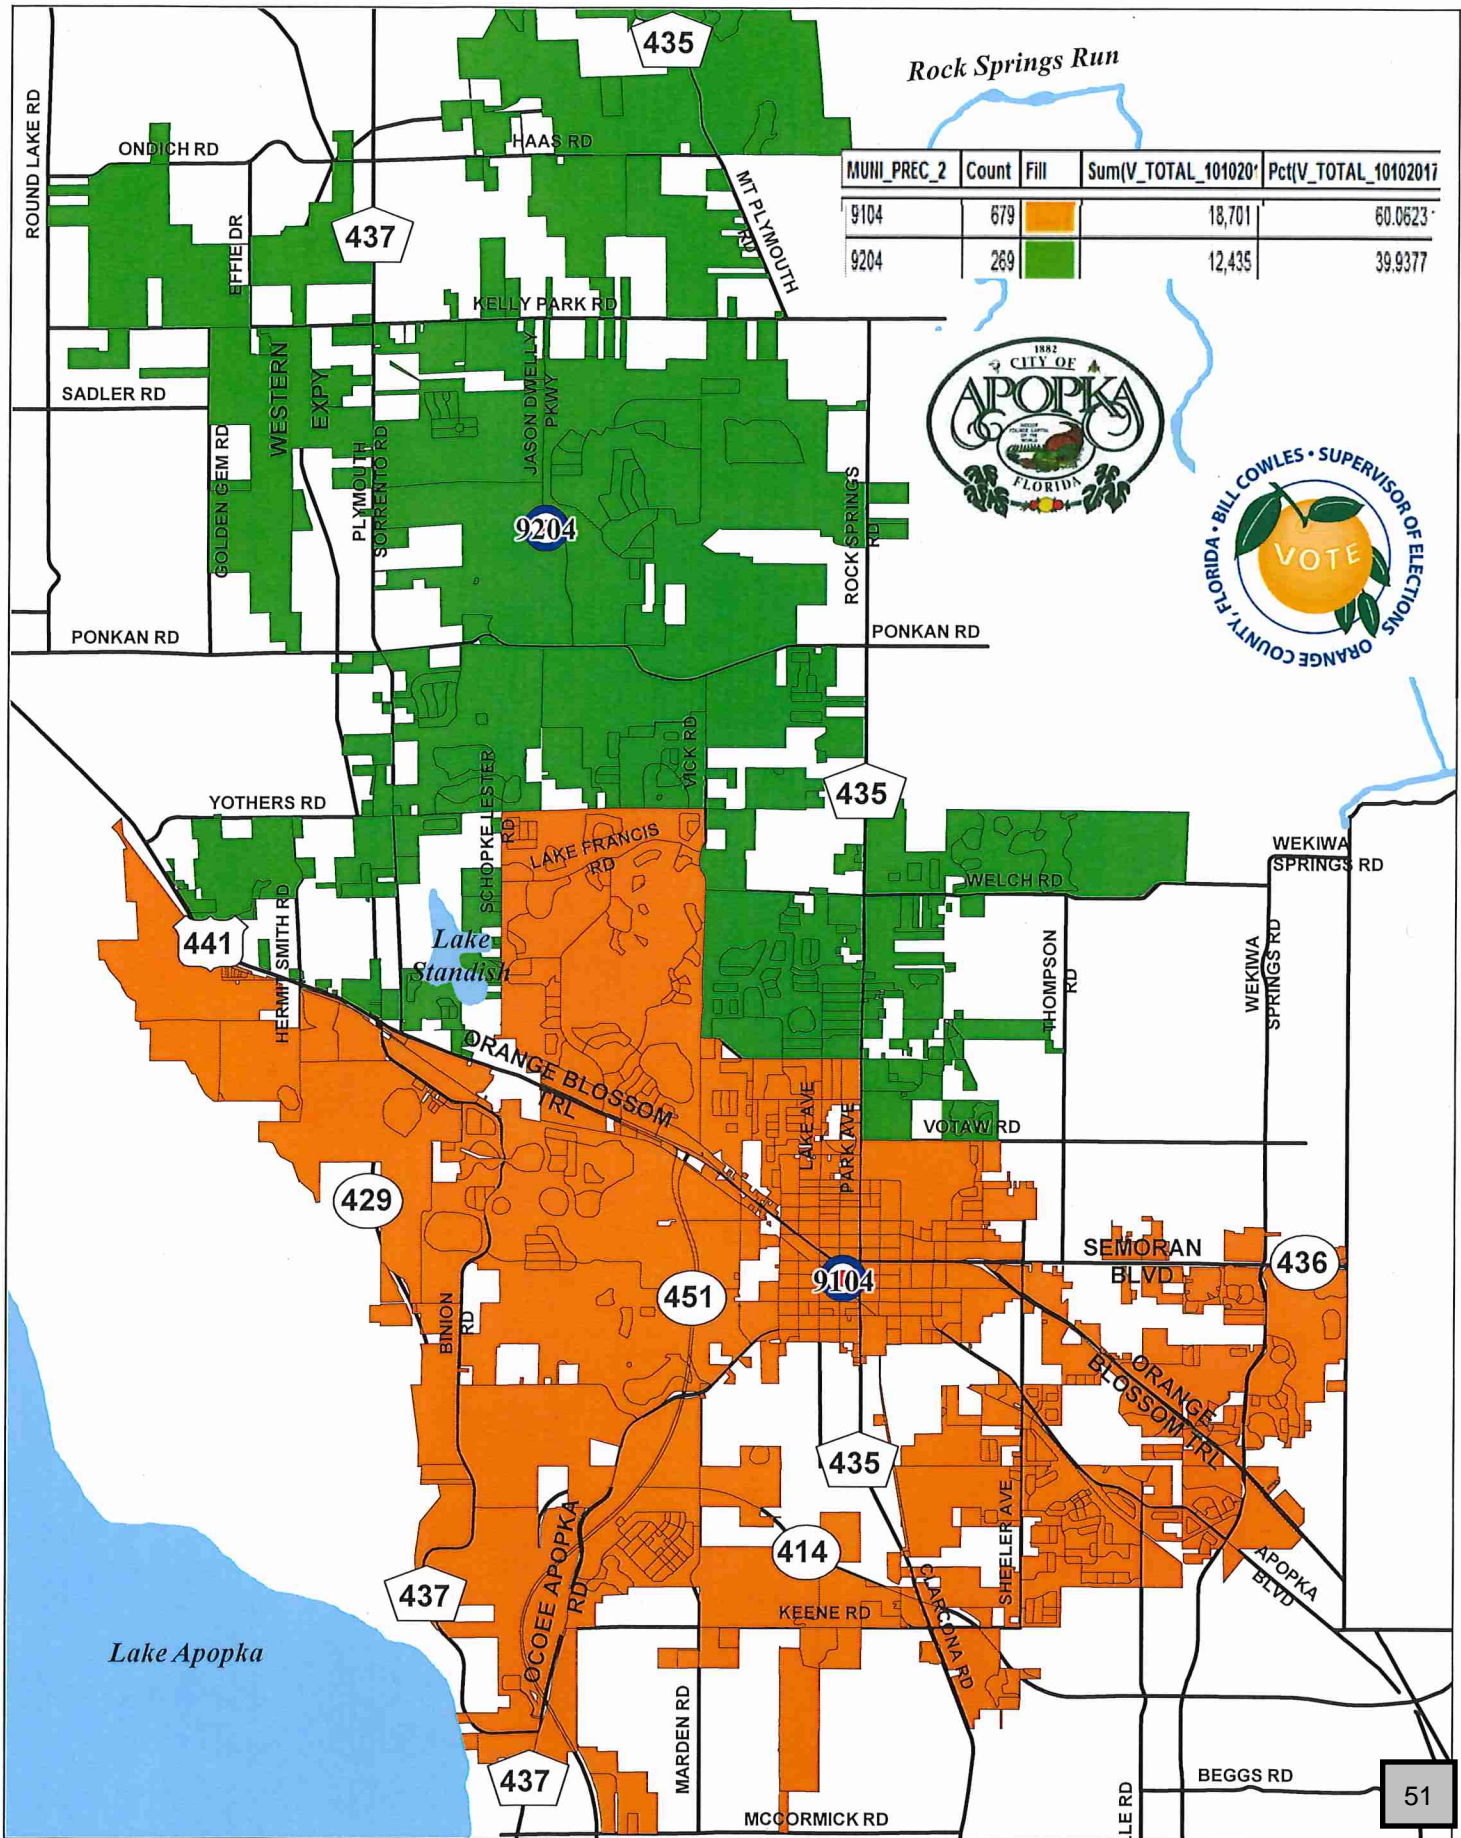 435
Rock Springs Run
ROUND LAKE RD
ONDICH RD
HAAS RD
MUNI_PREC_2 Count Fill Sum(V_TOTAL_101020 Pct(V_TOTAL_10102017
9104 679 18,701 60.0623
9204 269 12,435 39.9377
MT PLYMOUTH
RD
437
EFFIE DR
KELLY PARK RD
1882
CITY OF
APOPKA
FLORIDA
WESTERN
EXPY
JASON DWELLY
PKWY
SADLER RD
GOLDEN GEM RD
PLYMOUTH
SORRENTO RD
ROCK SPRINGS
RD
9204
BILL COWLES • SUPERVISOR OF ELECTIONS
ORANGE COUNTY, FLORIDA •
VOTE
PONKAN RD
PONKAN RD
VICK RD
SCHOPKE LESTER
RD
435
YOTHERS RD
LAKE FRANCIS
RD
WEKIWA
SPRINGS RD
WELCH RD
HERMIT SMITH RD
441
Lake
Standish
THOMPSON
RD
WEKIWA
SPRINGS RD
ORANGE BLOSSOM
TRL
LAKE AVE
PARK AVE
VOTAW RD
429
SEMORAN
BLVD
436
9104
451
BINION
RD
ORANGE
BLOSSOM TRL
435
SHEELER AVE
OCOEE APOPKA
RD
414
APOPKA
BLVD
437
CLARCONA RD
KEENE RD
Lake Apopka
MARDEN RD
437
BEGGS RD
51
MCCORMICK RD
LE RD